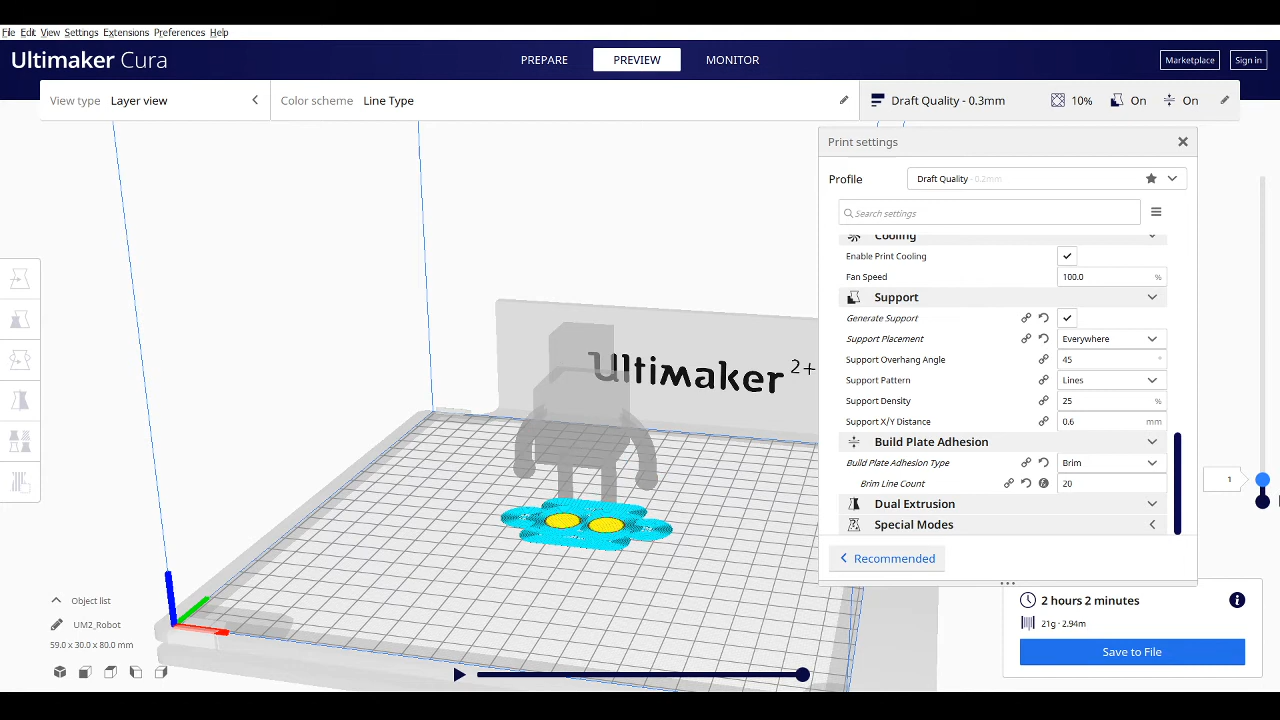 File Edit View Settings Extensions Preferences Help
Ultimaker Cura
PREPARE PREVIEW MONITOR
Marketplace Sign in
View type Layer view
Color scheme Line Type
Draft Quality - 0.3mm 10% On On
Print settings
Profile Draft Quality - 0.2mm
Search settings
Cooling
Enable Print Cooling
Fan Speed 100.0 %
Support
Generate Support
Support Placement Everywhere
Support Overhang Angle 45 °
Support Pattern Lines
Support Density 25 %
Support X/Y Distance 0.6 mm
Build Plate Adhesion
Build Plate Adhesion Type Brim
Brim Line Count 20
Dual Extrusion
Special Modes
Recommended
Ultimaker 2+
1
Object list
UM2_Robot
59.0 x 30.0 x 80.0 mm
2 hours 2 minutes
21g · 2.94m
Save to File